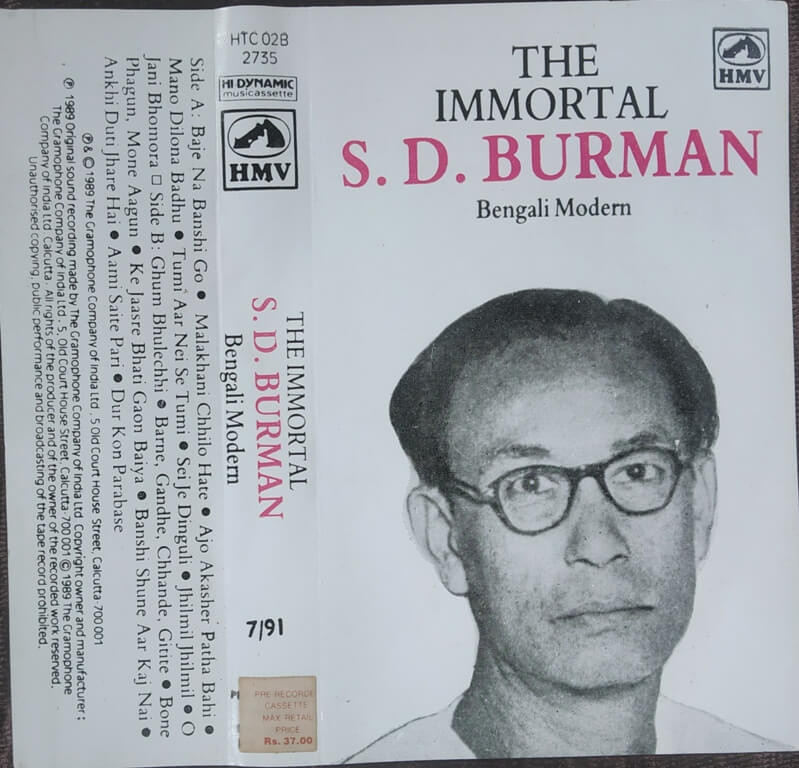 THE
IMMORTAL
S. D. BURMAN
Bengali Modern
HMV
HTC 02B
2735
HI DYNAMIC
musicassette
HMV
THE IMMORTAL
S. D. BURMAN
Bengali Modern
7/91
PRE RECORDE
CASSETTE
MAX RETAIL
PRICE
Rs. 37.00
Side A: Baje Na Banshi Go ● Malakhani Chhilo Hate ● Ajo Akasher Patha Bahi ●
Mano Dilona Badhu ● Tumi Aar Nei Se Tumi ● Sei Je Dinguli ● Jhilmil Jhilmil ● O
Jani Bhomora □ Side B: Ghum Bhulechhi ● Barne, Gandhe, Chhande, Gitite ● Bone
Phagun, Mone Aagun ● Ke Jaasre Bhati Gaon Baiya ● Banshi Shune Aar Kaj Nai ●
Ankhi Duti Jhare Hai ● Aami Saite Pari ● Dur Kon Parabase
℗ & © 1989 The Gramophone Company of India Ltd. 5 Old Court House Street, Calcutta-700 001
℗ 1989 Original sound recording made by The Gramophone Company of India Ltd. Copyright owner and manufacturer:
The Gramophone Company of India Ltd. 5, Old Court House Street, Calcutta-700 001 © 1989 The Gramophone
Company of India Ltd. Calcutta. All rights of the producer and of the owner of the recorded work reserved.
Unauthorised copying, public performance and broadcasting of the tape record prohibited.